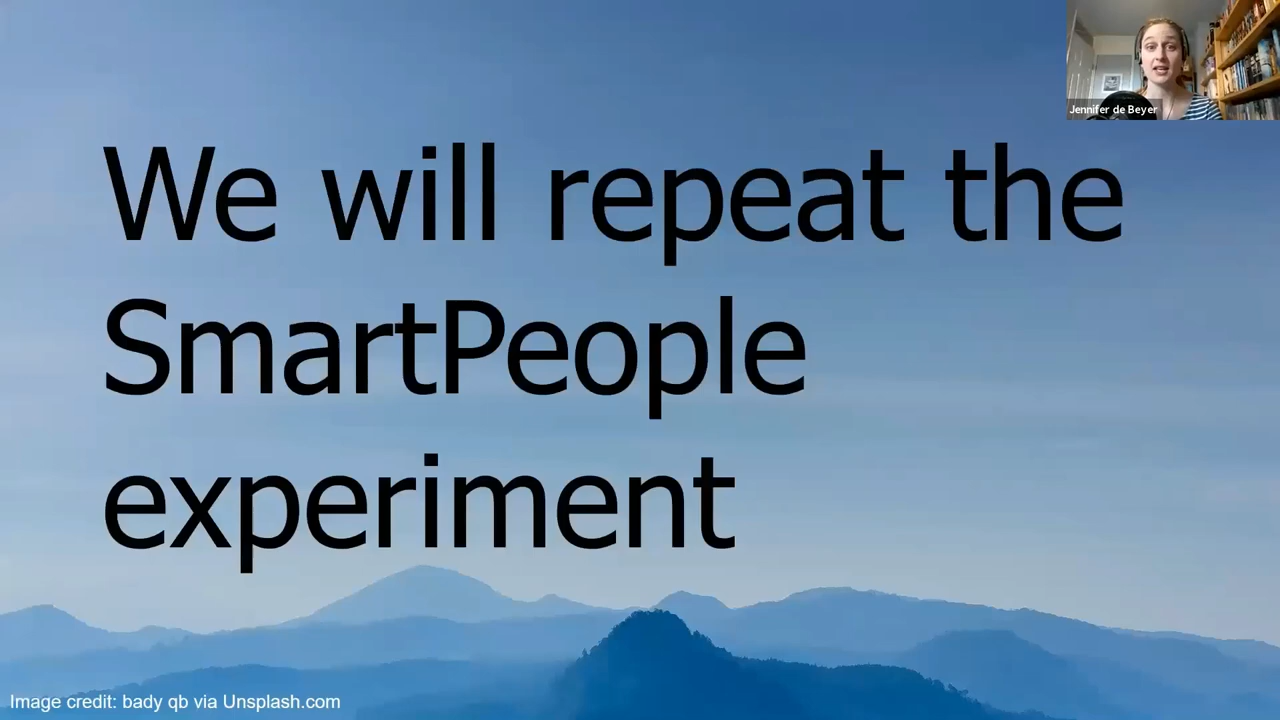 Jennifer de Beyer
We will repeat the
SmartPeople
experiment
Image credit: bady qb via Unsplash.com